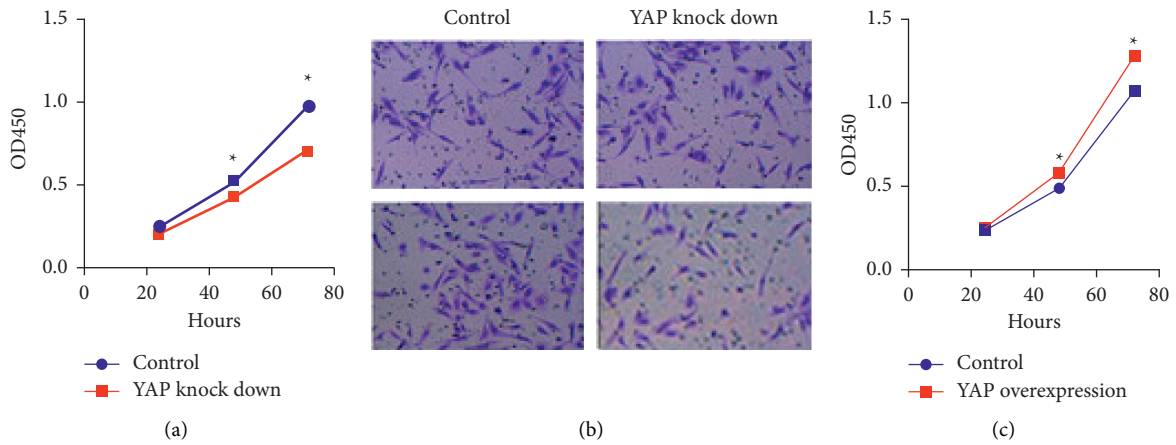 1.5
1.0
0.5
0.0
OD450
*
*
0 20 40 60 80
Hours
Control
YAP knock down
(a)
Control YAP knock down
(b)
1.5
1.0
0.5
0.0
OD450
*
*
0 20 40 60 80
Hours
Control
YAP overexpression
(c)